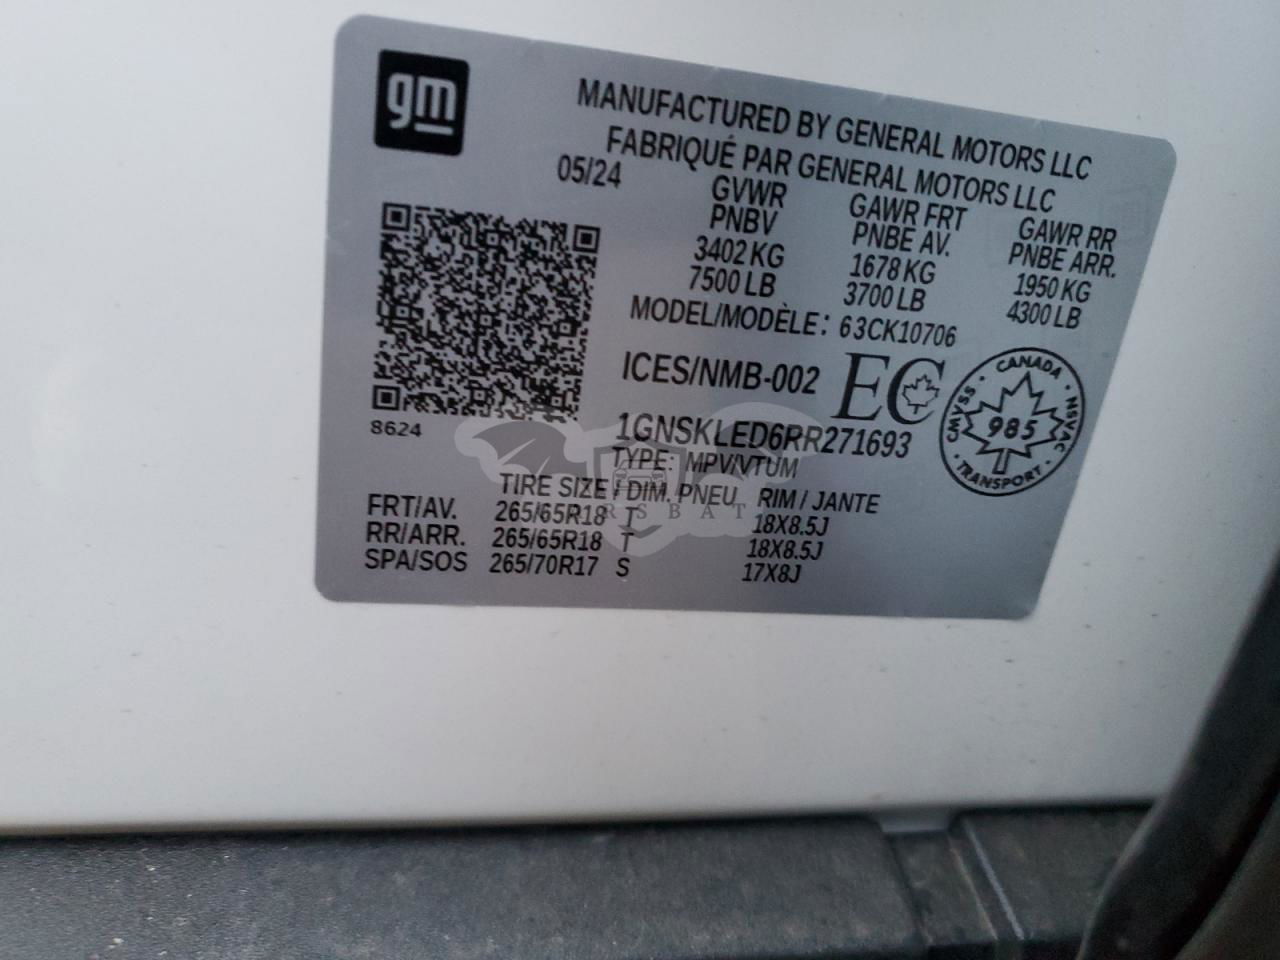 gm
MANUFACTURED BY GENERAL MOTORS LLC
FABRIQUÉ PAR GENERAL MOTORS LLC
05/24
GVWR GAWR FRT GAWR RR
PNBV PNBE AV. PNBE ARR.
3402 KG 1678 KG 1950 KG
7500 LB 3700 LB 4300 LB
MODEL/MODÈLE: 63CK10706
ICES/NMB-002 EC
CANADA
CMVSS 985 NSVAC
TRANSPORT
8624
1GNSKLED6RR271693
TYPE: MPV/VTUM
TIRE SIZE / DIM. PNEU RIM / JANTE
FRT/AV. 265/65R18 T 18X8.5J
RR/ARR. 265/65R18 T 18X8.5J
SPA/SOS 265/70R17 S 17X8J